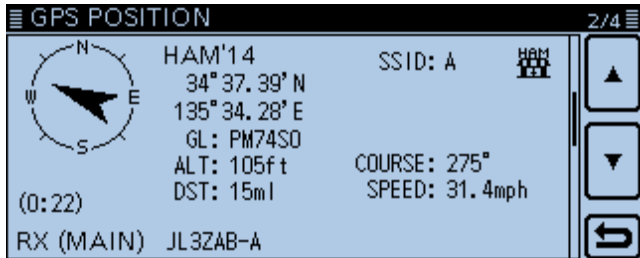 GPS POSITION 2/4
N
W E
S
(0:22)
HAM'14 SSID: A HAM
34°37.39'N
135°34.28'E
GL: PM74SO
ALT: 105ft COURSE: 275°
DST: 15ml SPEED: 31.4mph
RX (MAIN) JL3ZAB-A